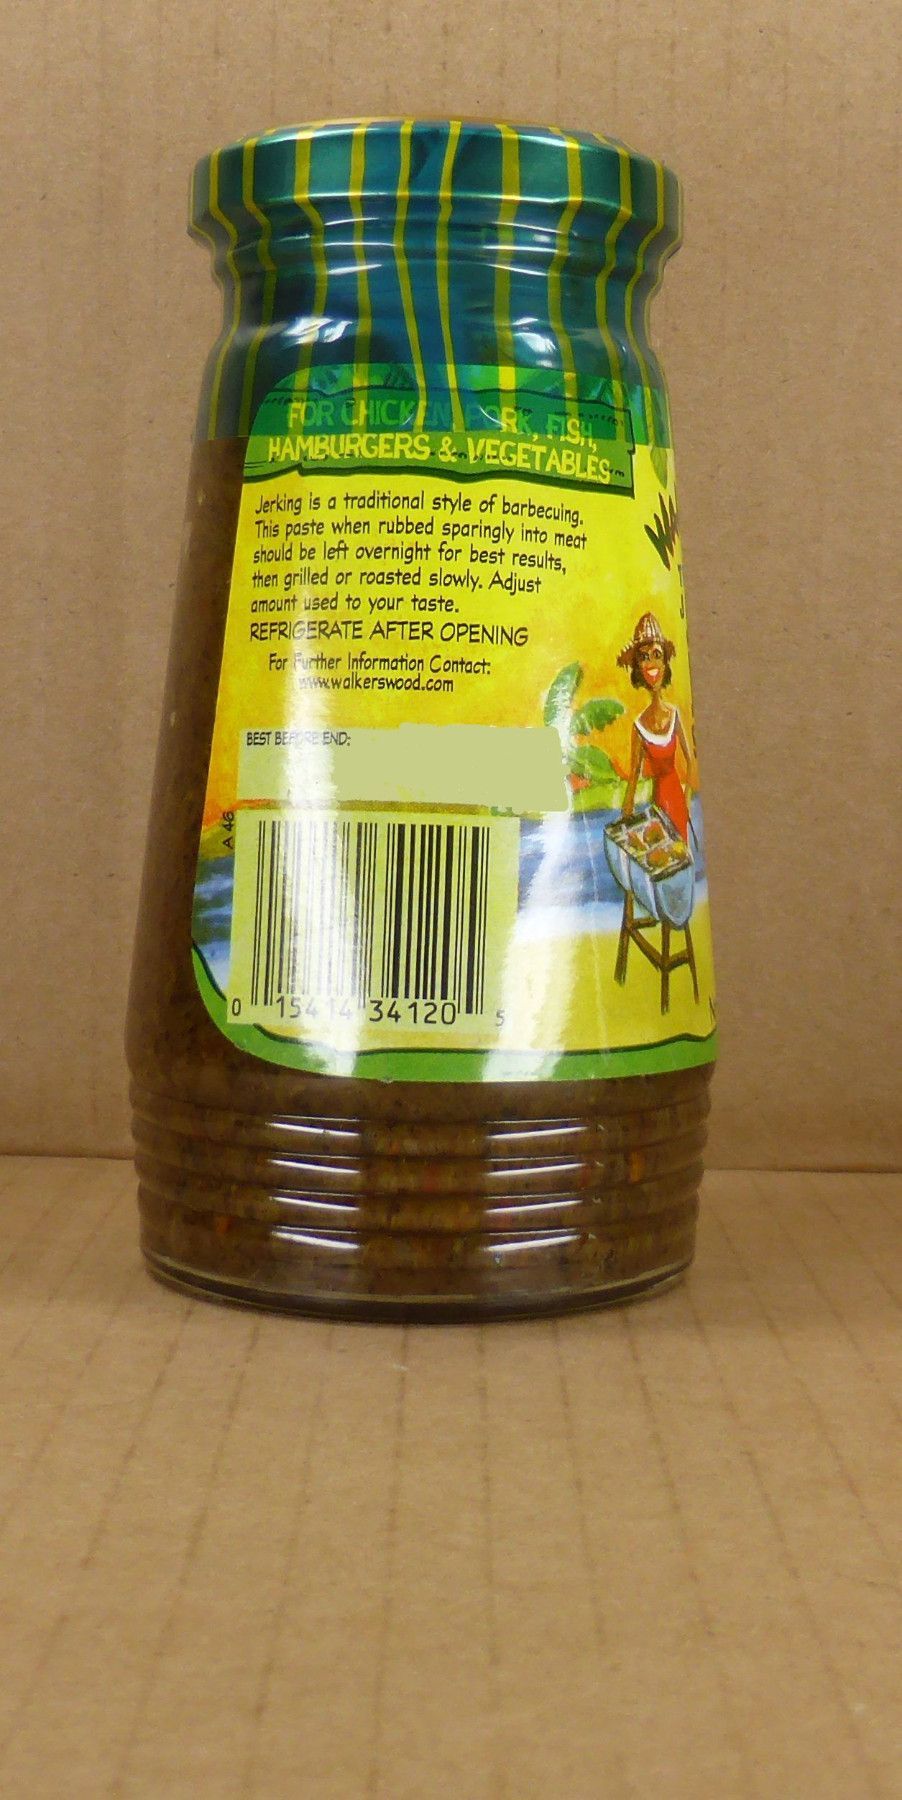 FOR CHICKEN, PORK, FISH,
HAMBURGERS & VEGETABLES
Jerking is a traditional style of barbecuing.
This paste when rubbed sparingly into meat
should be left overnight for best results,
then grilled or roasted slowly. Adjust
amount used to your taste.
REFRIGERATE AFTER OPENING
For Further Information Contact:
www.walkerswood.com
BEST BEFORE END:
A 46
0 15414 34120 5